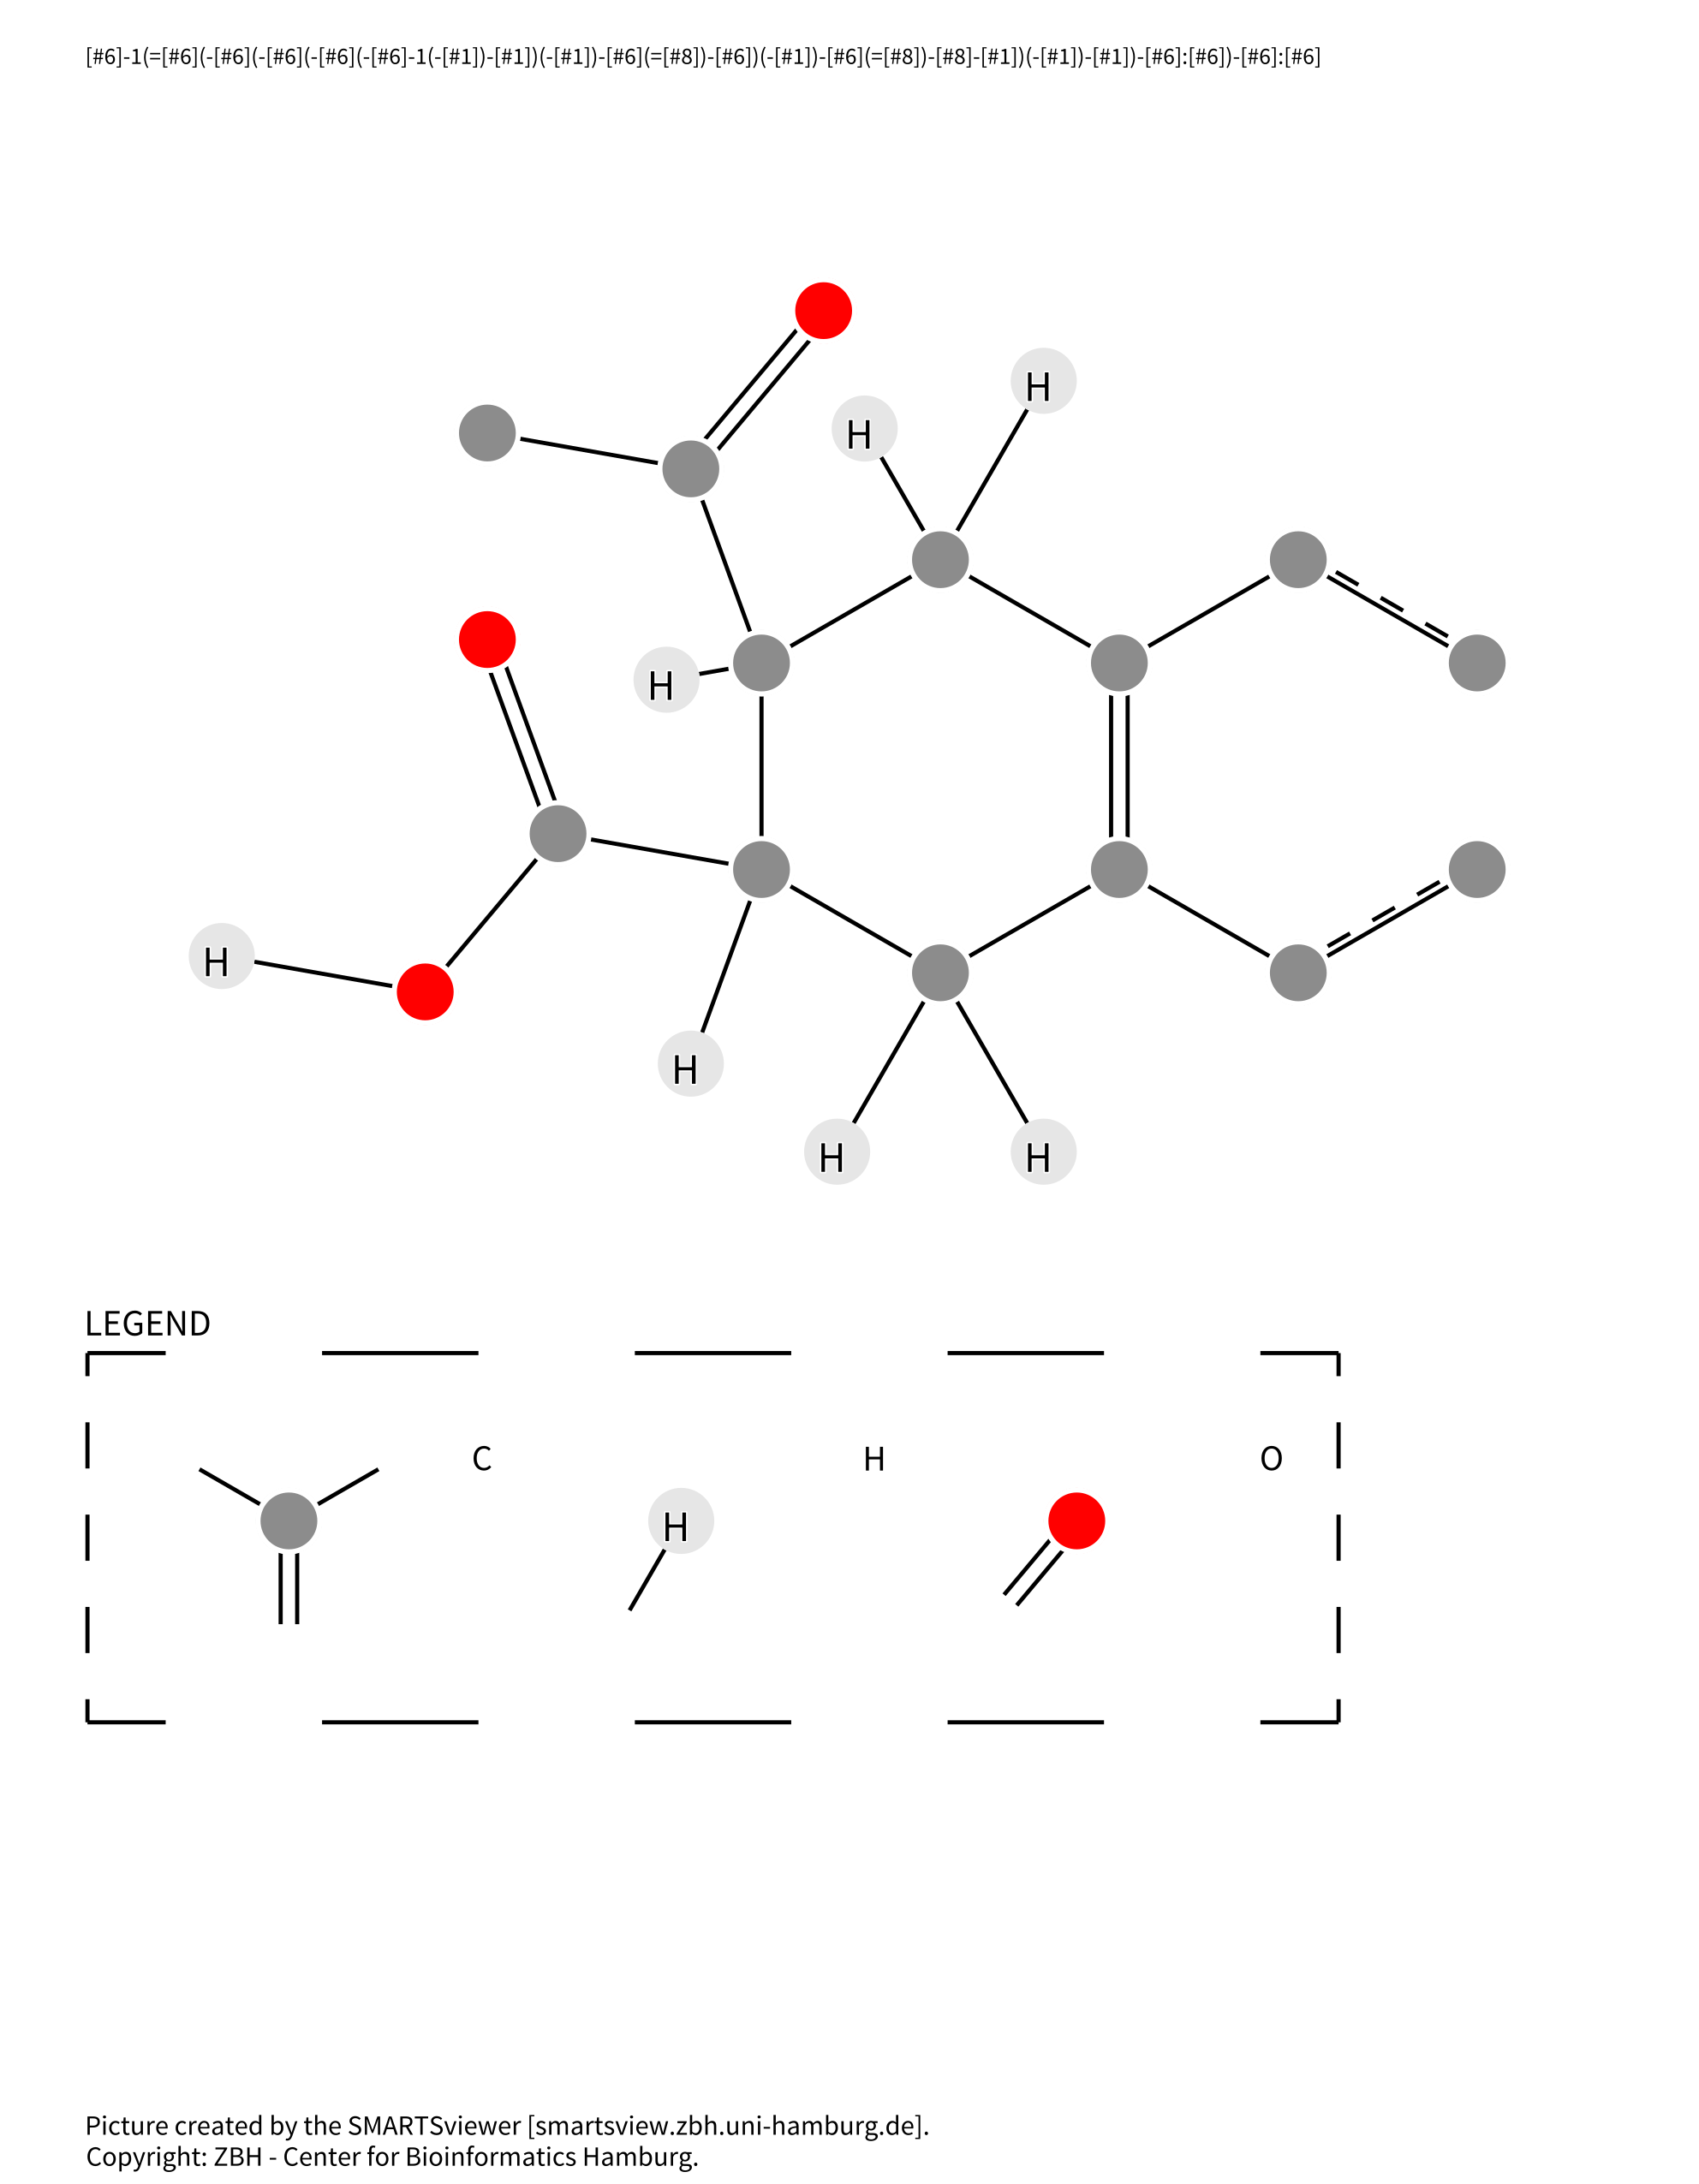 [#6]-1(=[#6](-[#6](-[#6](-[#6](-[#6]-1(-[#1])-[#1])(-[#1])-[#6](=[#8])-[#6])(-[#1])-[#6](=[#8])-[#8]-[#1])(-[#1])-[#1])-[#6]:[#6])-[#6]:[#6]
H
H
H
H
H
H
H
LEGEND
C
H
O
H
Picture created by the SMARTSviewer [smartsview.zbh.uni-hamburg.de].
Copyright: ZBH - Center for Bioinformatics Hamburg.